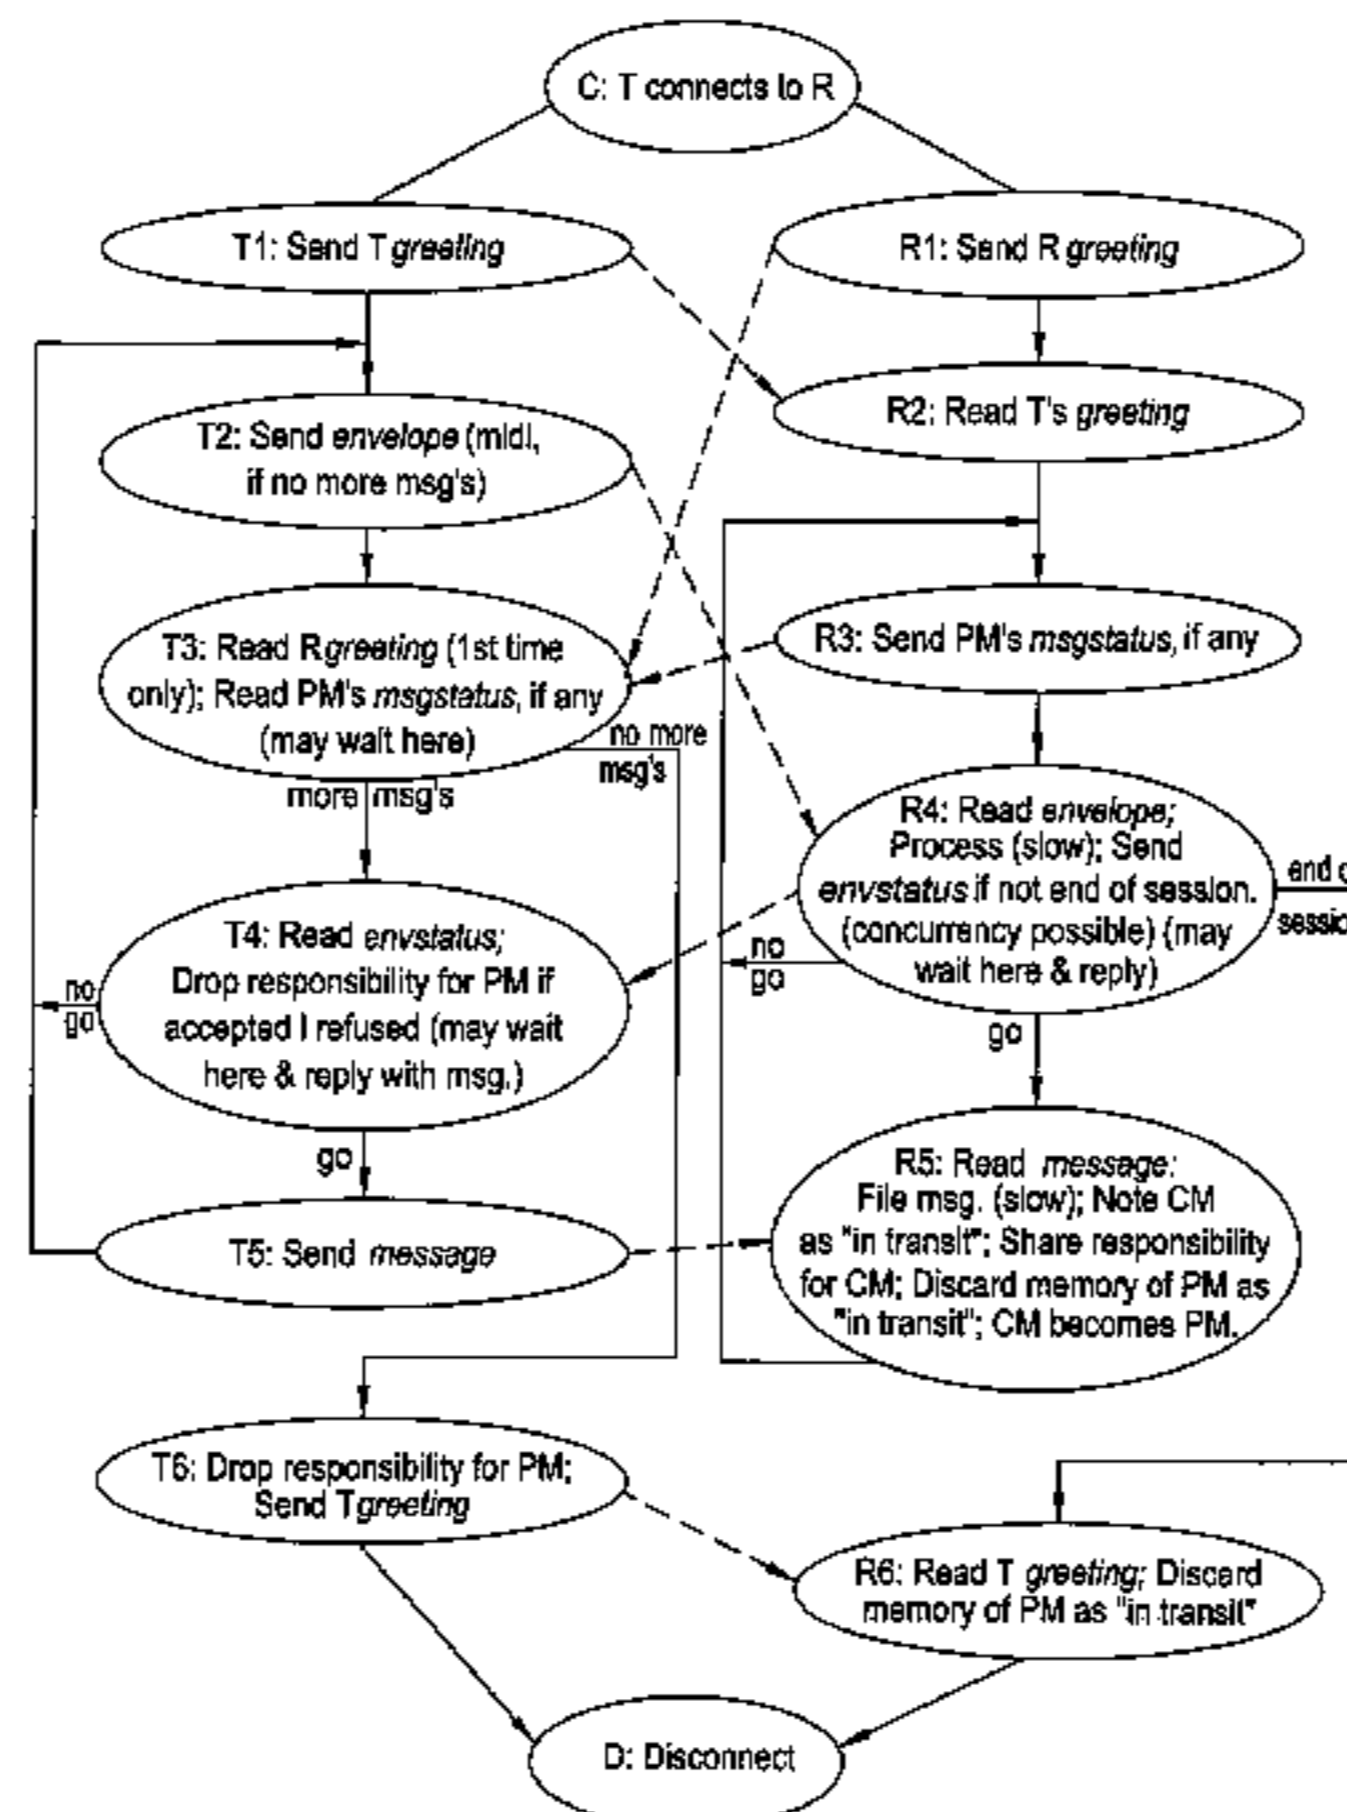 C: T connects to R
T1: Send T greeting
R1: Send R greeting
R2: Read T's greeting
T2: Send envelope (midl,
if no more msg's)
T3: Read R greeting (1st time
only); Read PM's msgstatus, if any
(may wait here)
R3: Send PM's msgstatus, if any
no more
msg's
more msg's
R4: Read envelope;
Process (slow); Send
envstatus if not end of session.
(concurrency possible) (may
wait here & reply)
end o
sessio
no
go
T4: Read envstatus;
Drop responsibility for PM if
accepted I refused (may wait
here & reply with msg.)
no
go
go
go
R5: Read message:
File msg. (slow); Note CM
as "in transit"; Share responsibility
for CM; Discard memory of PM as
"in transit"; CM becomes PM.
T5: Send message
T6: Drop responsibility for PM;
Send T greeting
R6: Read T greeting; Discard
memory of PM as "in transit"
D: Disconnect